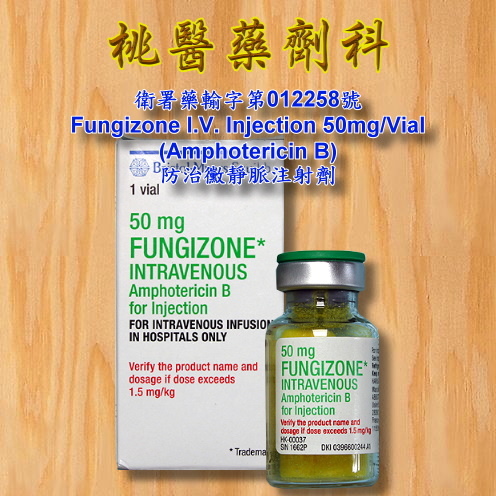 桃醫藥劑科
衛署藥輸字第012258號
Fungizone I.V. Injection 50mg/Vial
(Amphotericin B)
防治黴靜脈注射劑
1 vial
50 mg
FUNGIZONE*
INTRAVENOUS
Amphotericin B
for Injection
FOR INTRAVENOUS INFUSION
IN HOSPITALS ONLY
Verify the product name and
dosage if dose exceeds
1.5 mg/kg
50 mg
FUNGIZONE*
INTRAVENOUS
Amphotericin B
for Injection
Verify the product name and
dosage if dose exceeds 1.5 mg/kg
HK-00037
SIN 1662P